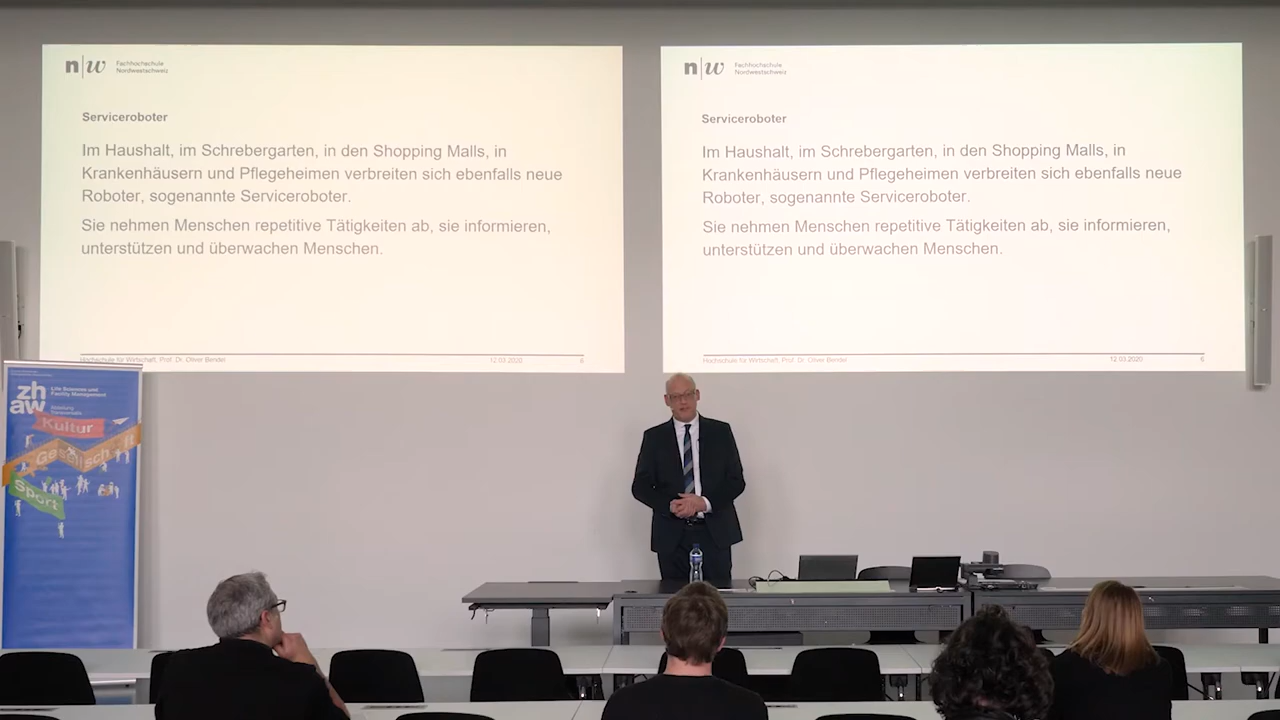 n|w Fachhochschule
Nordwestschweiz
Serviceroboter
Im Haushalt, im Schrebergarten, in den Shopping Malls, in
Krankenhäusern und Pflegeheimen verbreiten sich ebenfalls neue
Roboter, sogenannte Serviceroboter.
Sie nehmen Menschen repetitive Tätigkeiten ab, sie informieren,
unterstützen und überwachen Menschen.
Hochschule für Wirtschaft, Prof. Dr. Oliver Bendel 12.03.2020 6
n|w Fachhochschule
Nordwestschweiz
Serviceroboter
Im Haushalt, im Schrebergarten, in den Shopping Malls, in
Krankenhäusern und Pflegeheimen verbreiten sich ebenfalls neue
Roboter, sogenannte Serviceroboter.
Sie nehmen Menschen repetitive Tätigkeiten ab, sie informieren,
unterstützen und überwachen Menschen.
Hochschule für Wirtschaft, Prof. Dr. Oliver Bendel 12.03.2020 6
zh
aw
Life Sciences und
Facility Management
Kultur
Gesellschaft
Sport